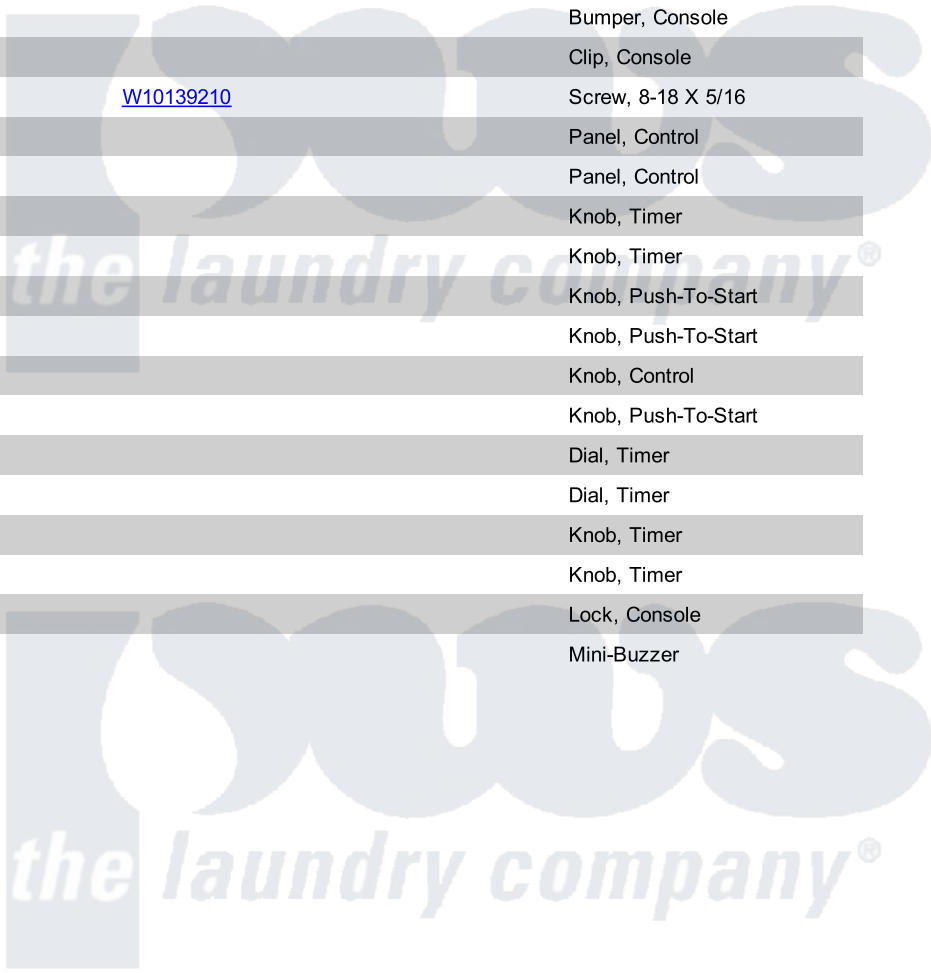 Bumper, Console
Clip, Console
W10139210 Screw, 8-18 X 5/16
Panel, Control
Panel, Control
Knob, Timer
Knob, Timer
the laundry company®
Knob, Push-To-Start
Knob, Push-To-Start
Knob, Control
Knob, Push-To-Start
Dial, Timer
Dial, Timer
Knob, Timer
Knob, Timer
Lock, Console
Mini-Buzzer
pws
the laundry company®